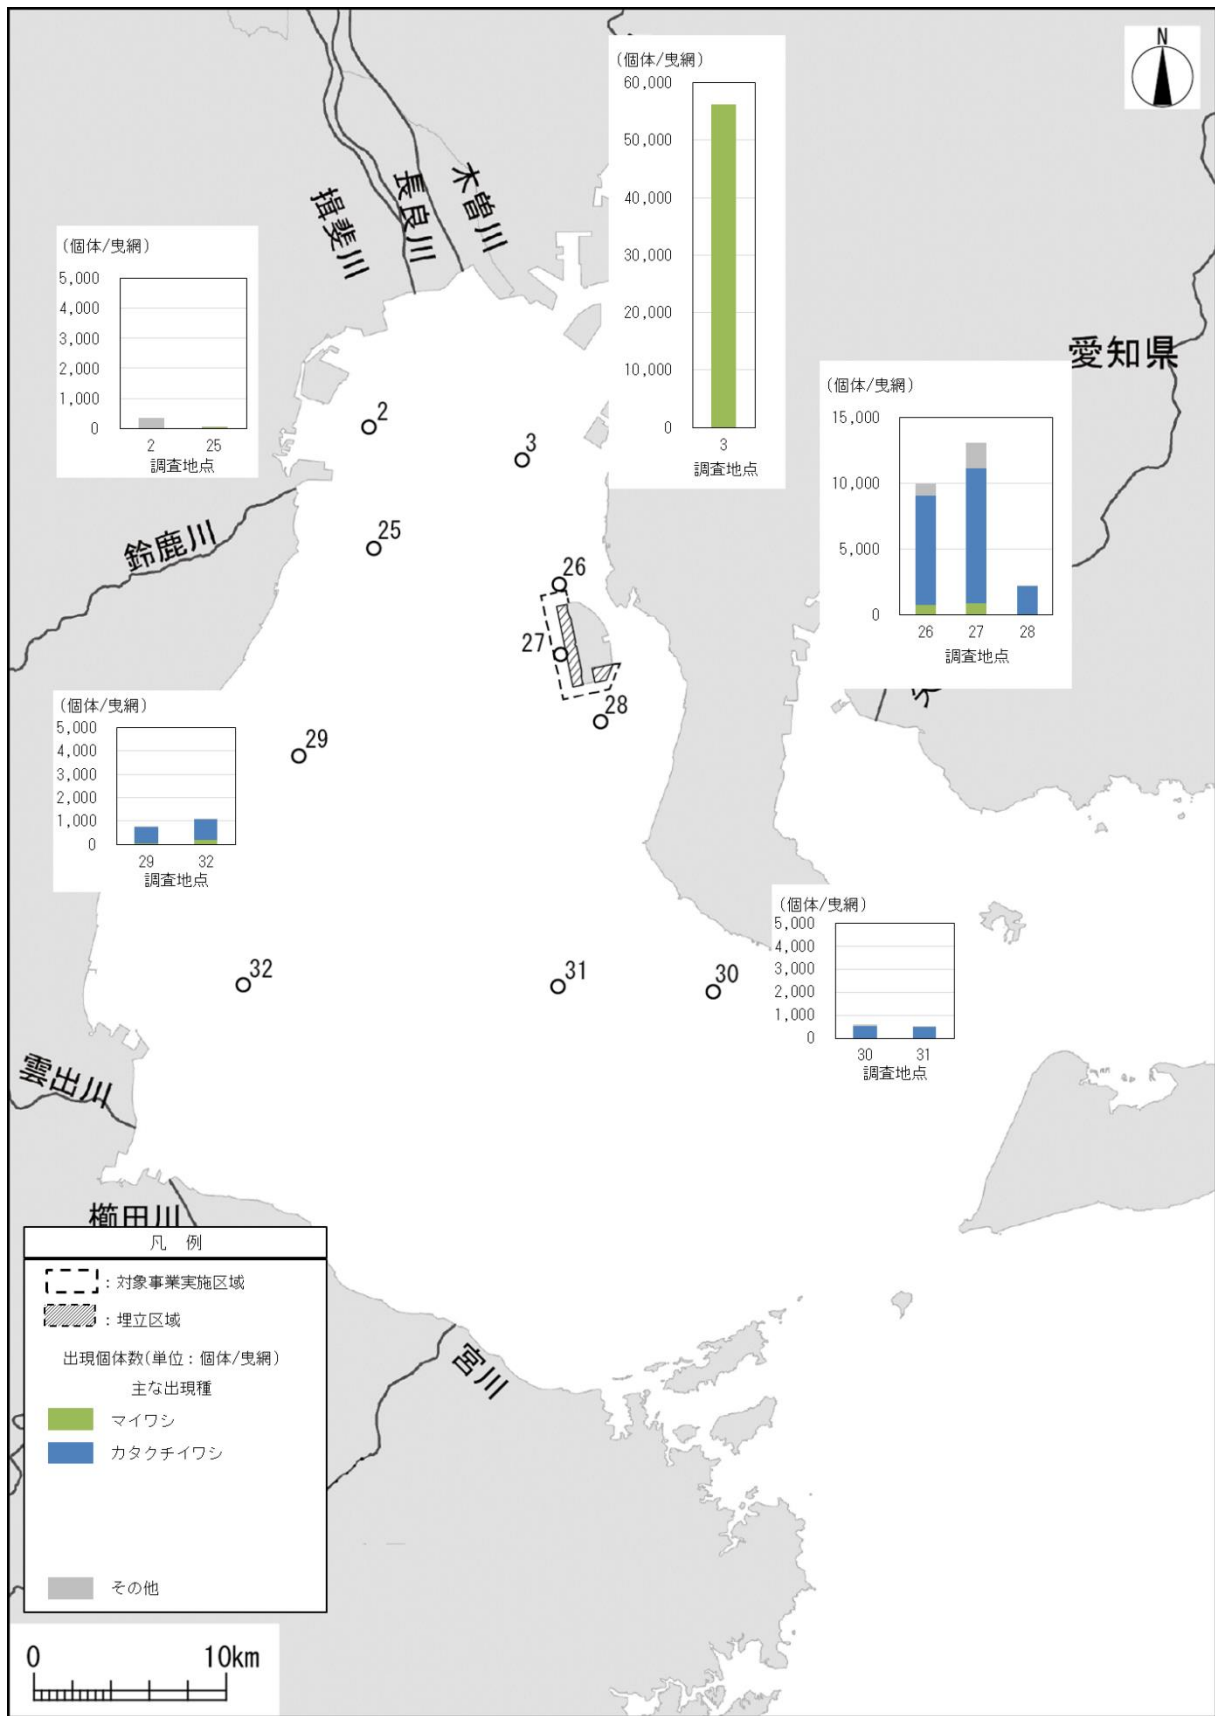 N
揖斐川
長良川
木曽川
(個体/曳網)
60,000
50,000
40,000
30,000
20,000
10,000
0
3
調査地点
(個体/曳網)
5,000
4,000
3,000
2,000
1,000
0
2 25
調査地点
愛知県
(個体/曳網)
15,000
10,000
5,000
0
26 27 28
調査地点
2
3
鈴鹿川
25
26
27
28
29
(個体/曳網)
5,000
4,000
3,000
2,000
1,000
0
29 32
調査地点
(個体/曳網)
5,000
4,000
3,000
2,000
1,000
0
30 31
調査地点
32
31
30
雲出川
櫛田川
宮川
凡 例
:対象事業実施区域
:埋立区域
出現個体数(単位:個体/曳網)
主な出現種
マイワシ
カタクチイワシ
その他
0 10km